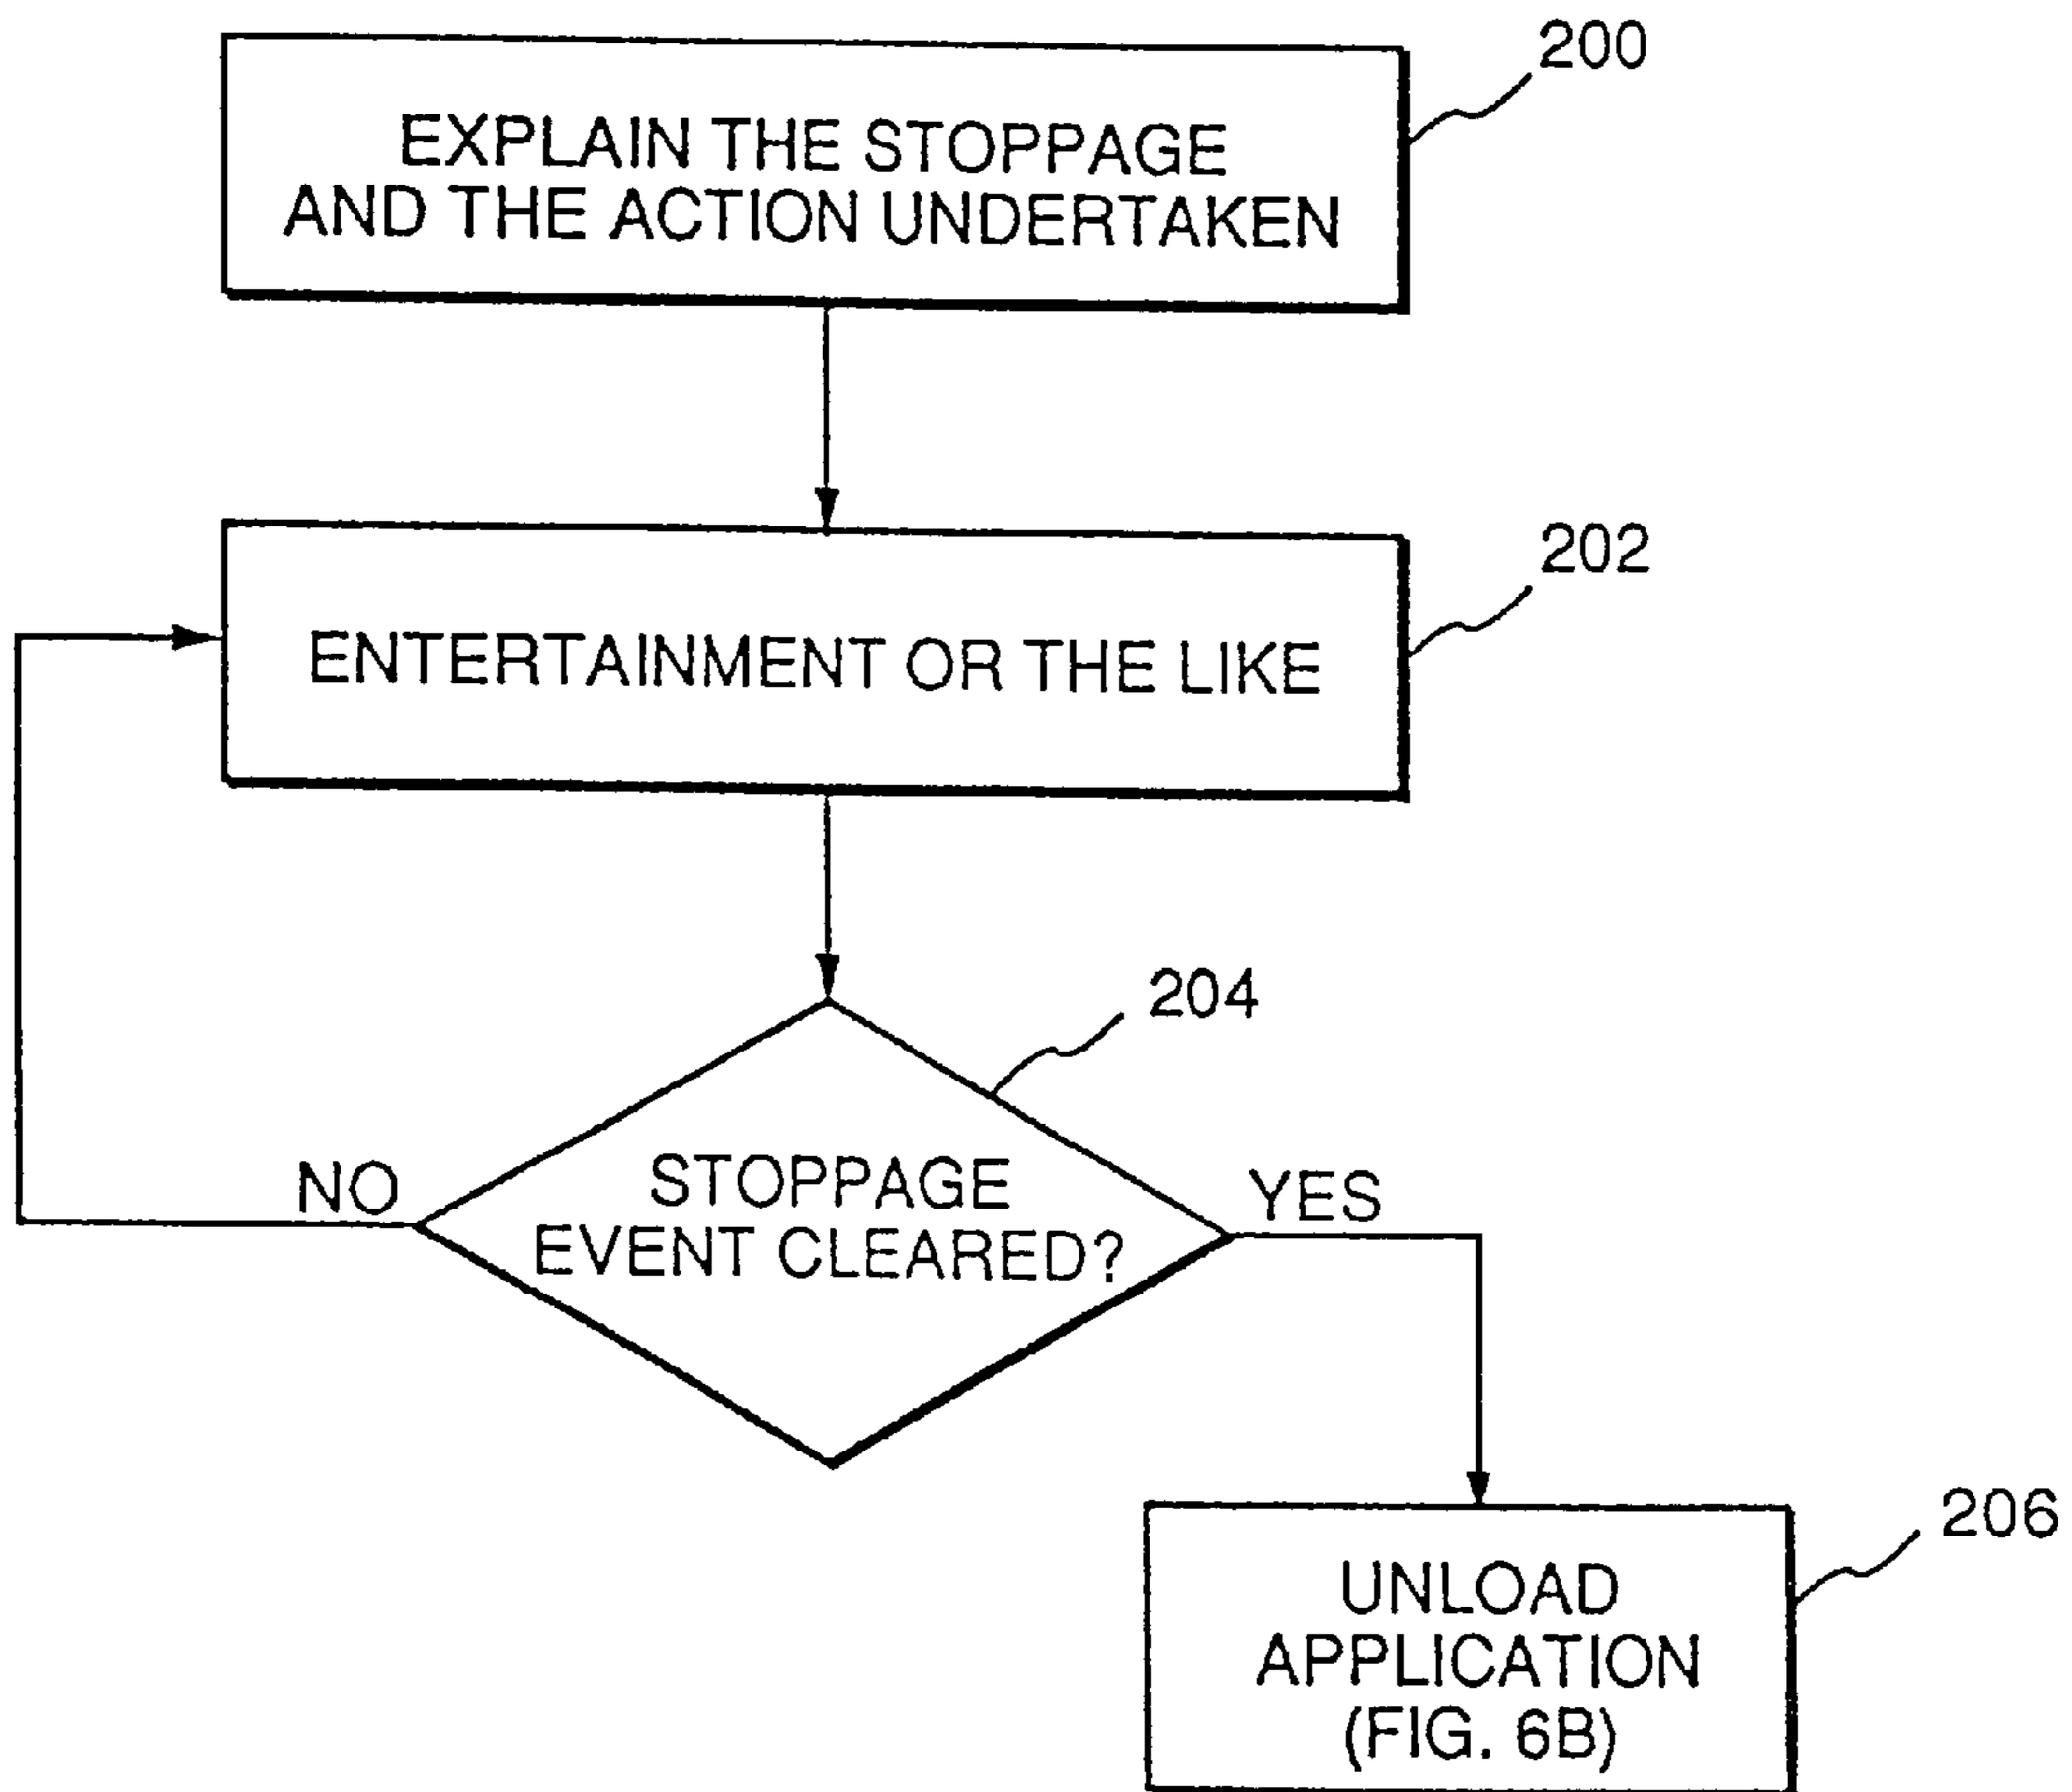 200
EXPLAIN THE STOPPAGE
AND THE ACTION UNDERTAKEN
202
ENTERTAINMENT OR THE LIKE
204
STOPPAGE
EVENT CLEARED?
NO
YES
206
UNLOAD
APPLICATION
(FIG. 6B)